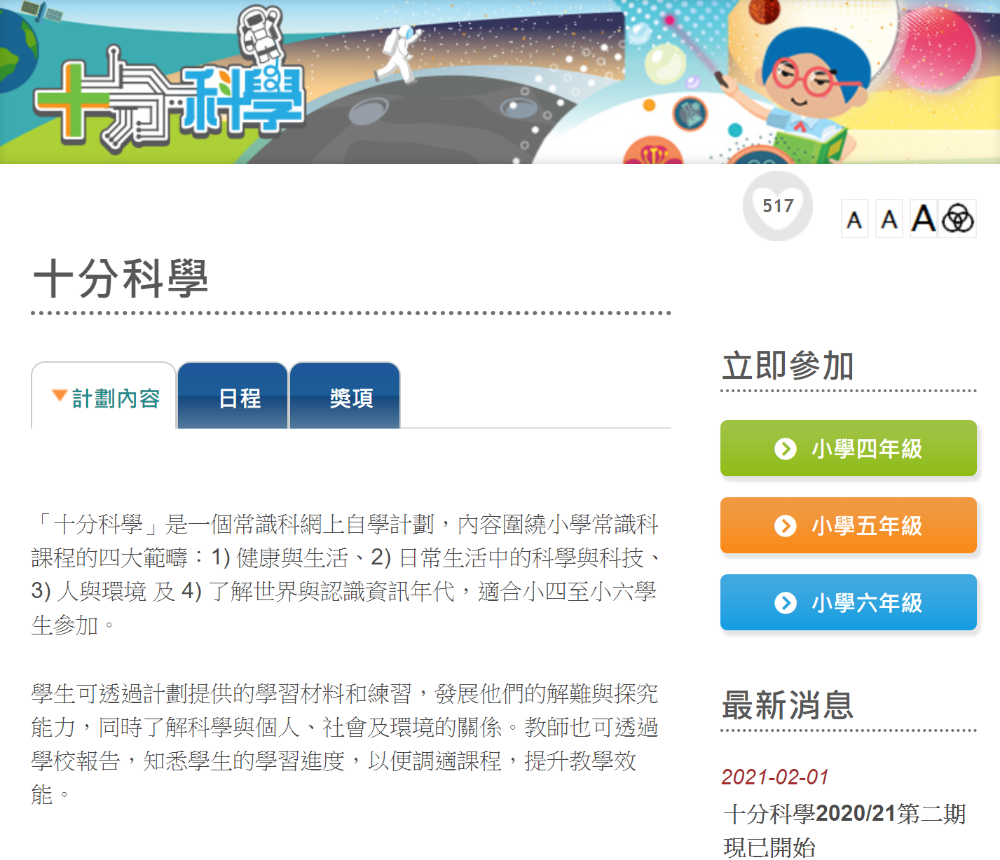 十分科學
517
A A A
十分科學
計劃內容 日程 獎項
「十分科學」是一個常識科網上自學計劃，內容圍繞小學常識科
課程的四大範疇：1) 健康與生活、2) 日常生活中的科學與科技、
3) 人與環境 及 4) 了解世界與認識資訊年代，適合小四至小六學
生參加。
學生可透過計劃提供的學習材料和練習，發展他們的解難與探究
能力，同時了解科學與個人、社會及環境的關係。教師也可透過
學校報告，知悉學生的學習進度，以便調適課程，提升教學效
能。
立即參加
小學四年級
小學五年級
小學六年級
最新消息
2021-02-01
十分科學2020/21第二期
現已開始